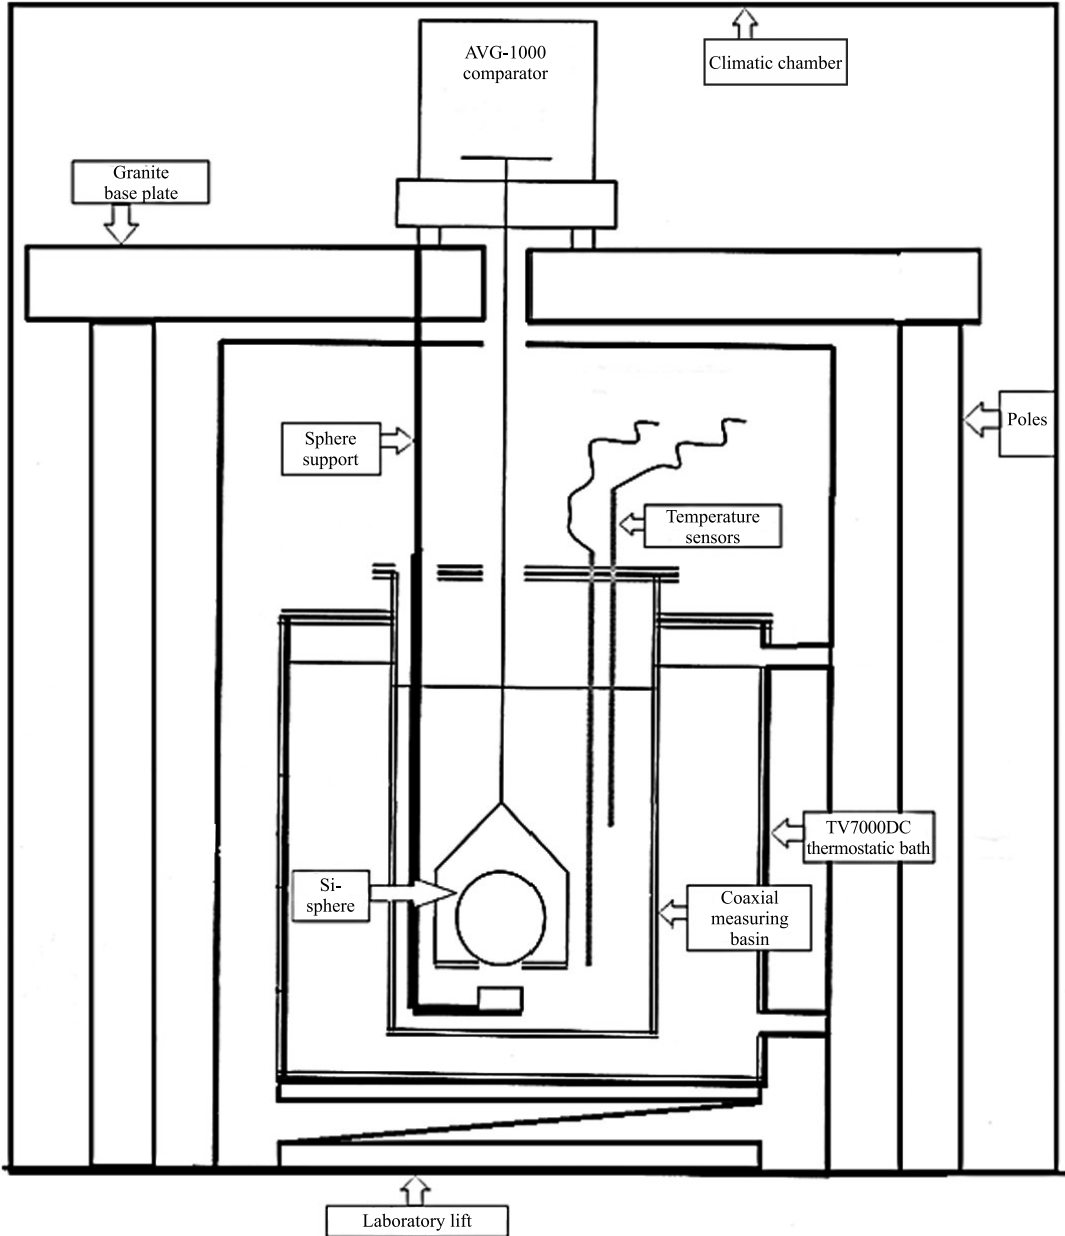 AVG-1000
comparator
Climatic chamber
Granite
base plate
Sphere
support
Poles
Temperature
sensors
TV7000DC
thermostatic bath
Si-
sphere
Coaxial
measuring
basin
Laboratory lift